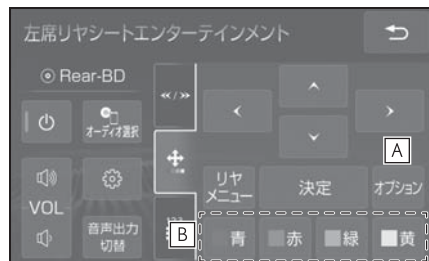 左席リヤシートエンターテインメント
Rear-BD
オーディオ選択
VOL
音声出力
切替
リヤ
メニュー
決定
オプション
A
B
青
赤
緑
黄